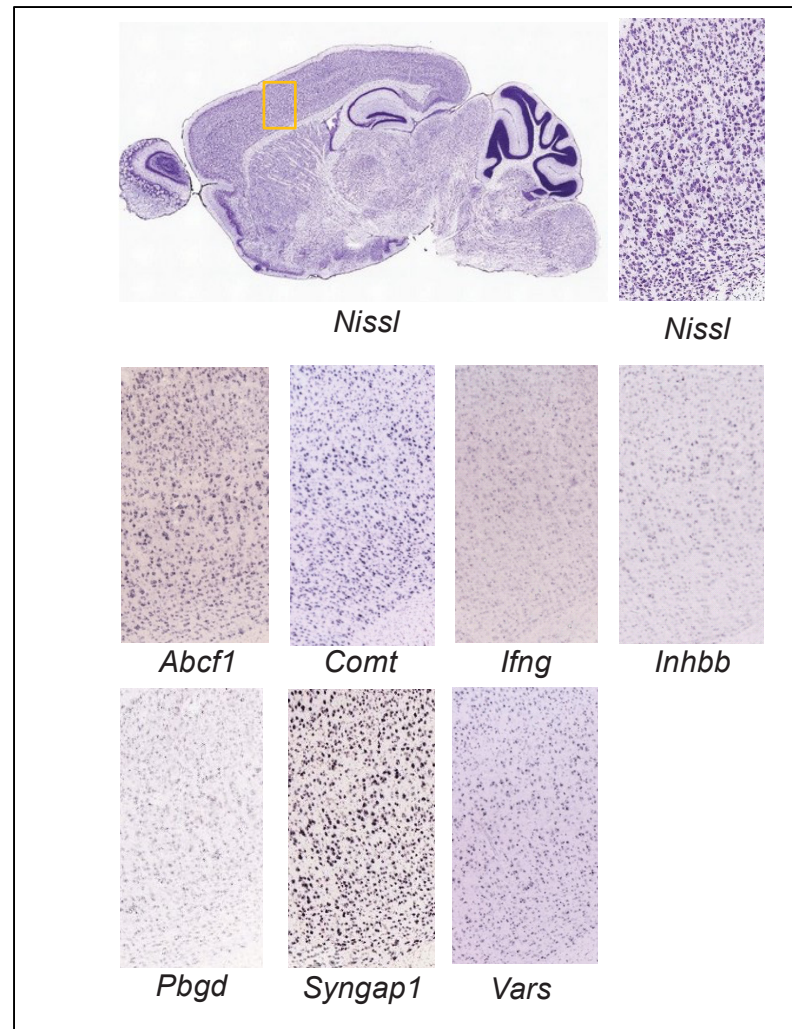 Nissl
Nissl
Abcf1
Comt
Ifng
Inhbb
Pbgd
Syngap1
Vars